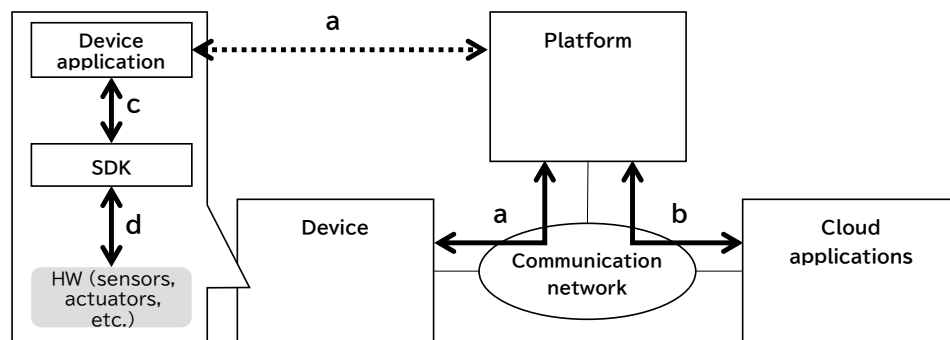 a
Device
application
Platform
c
SDK
d
HW (sensors,
actuators,
etc.)
Device
a
b
Communication
network
Cloud
applications